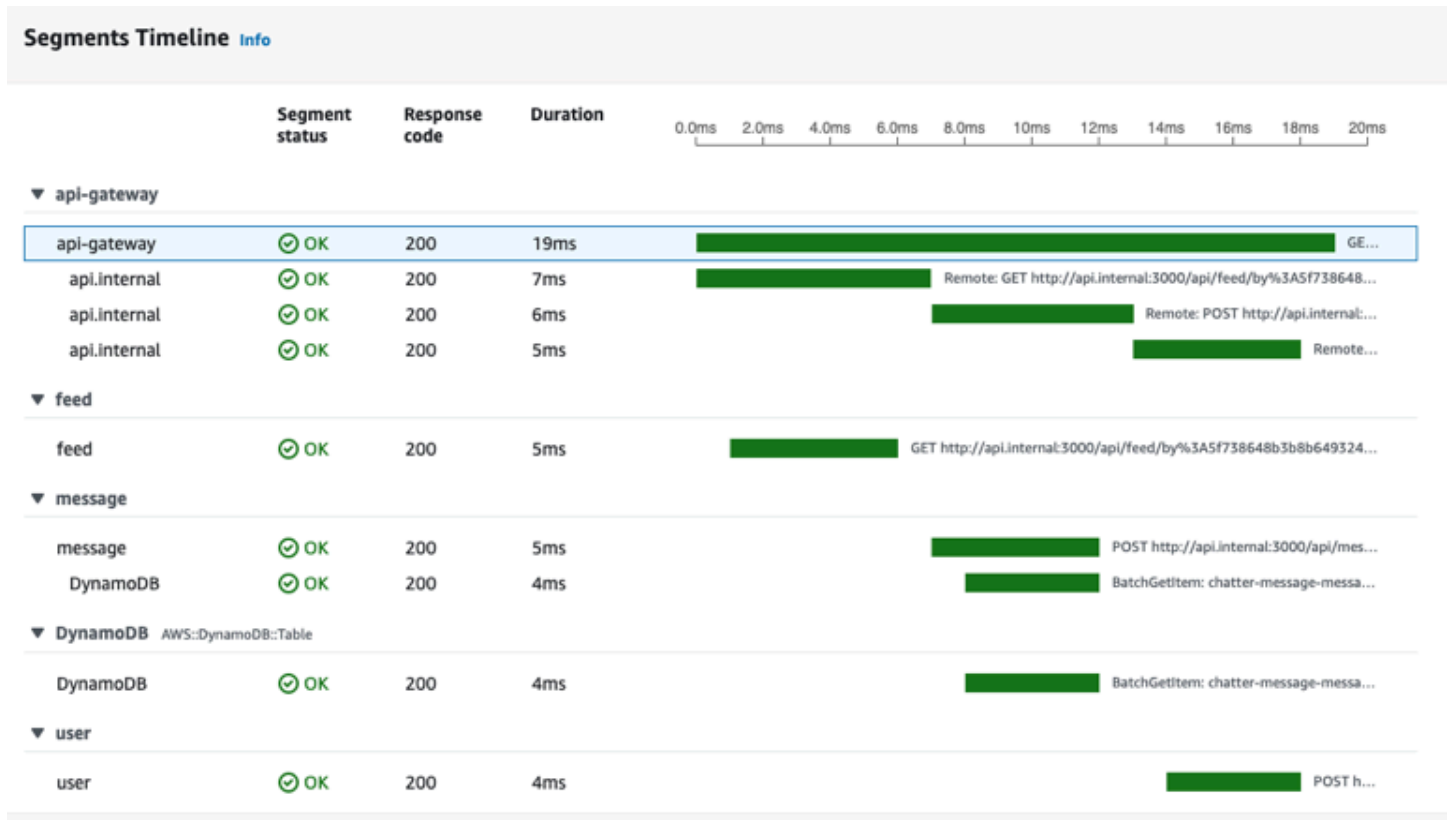 Segments Timeline Info
Segment status Response code Duration 0.0ms 2.0ms 4.0ms 6.0ms 8.0ms 10ms 12ms 14ms 16ms 18ms 20ms
▼ api-gateway
api-gateway OK 200 19ms GE...
api.internal OK 200 7ms Remote: GET http://api.internal:3000/api/feed/by%3A5f738648...
api.internal OK 200 6ms Remote: POST http://api.internal:...
api.internal OK 200 5ms Remote...
▼ feed
feed OK 200 5ms GET http://api.internal:3000/api/feed/by%3A5f738648b3b8b649324...
▼ message
message OK 200 5ms POST http://api.internal:3000/api/mes...
DynamoDB OK 200 4ms BatchGetItem: chatter-message-messa...
▼ DynamoDB AWS::DynamoDB::Table
DynamoDB OK 200 4ms BatchGetItem: chatter-message-messa...
▼ user
user OK 200 4ms POST h...